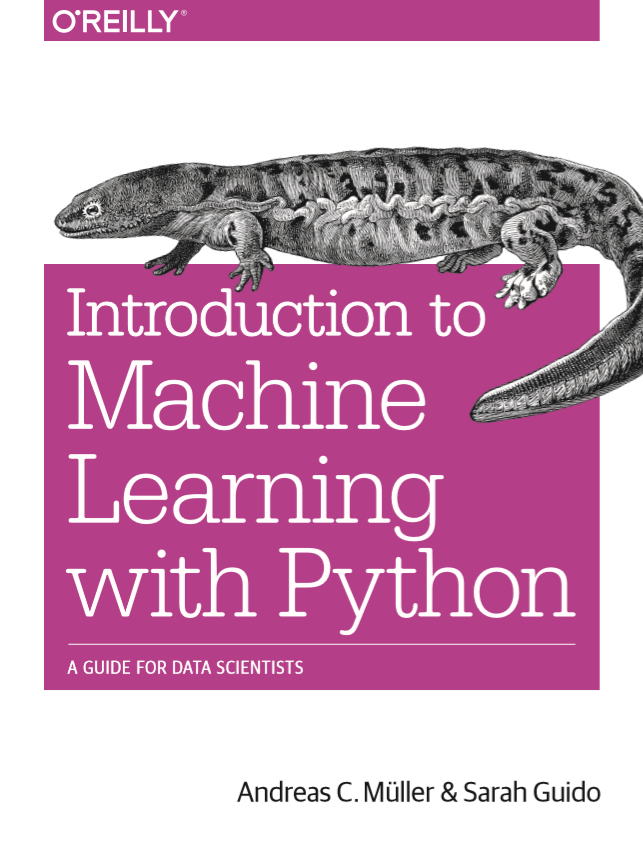 O'REILLY®
Introduction to
Machine
Learning
with Python
A GUIDE FOR DATA SCIENTISTS
Andreas C. Müller & Sarah Guido